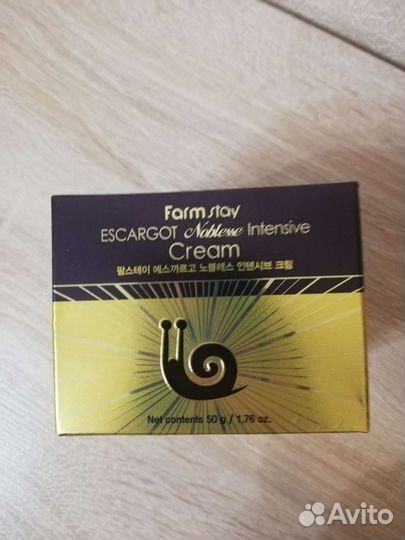 Farm stay
ESCARGOT Noblesse Intensive
Cream
팜스테이 에스까르고 노블레스 인텐시브 크림
Net contents 50 g / 1.76 oz.
Avito